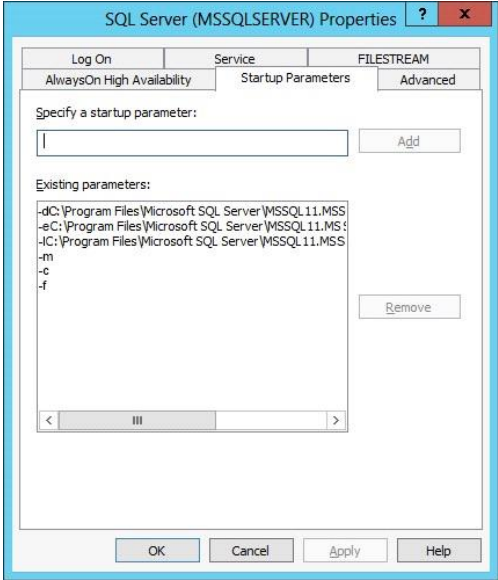 SQL Server (MSSQLSERVER) Properties ? x
Log On Service FILESTREAM
AlwaysOn High Availability Startup Parameters Advanced
Specify a startup parameter:
Add
Existing parameters:
-dC:\Program Files\Microsoft SQL Server\MSSQL11.MSS
-eC:\Program Files\Microsoft SQL Server\MSSQL11.MSS
-lC:\Program Files\Microsoft SQL Server\MSSQL11.MSS
-m
-c
-f
Remove
OK Cancel Apply Help